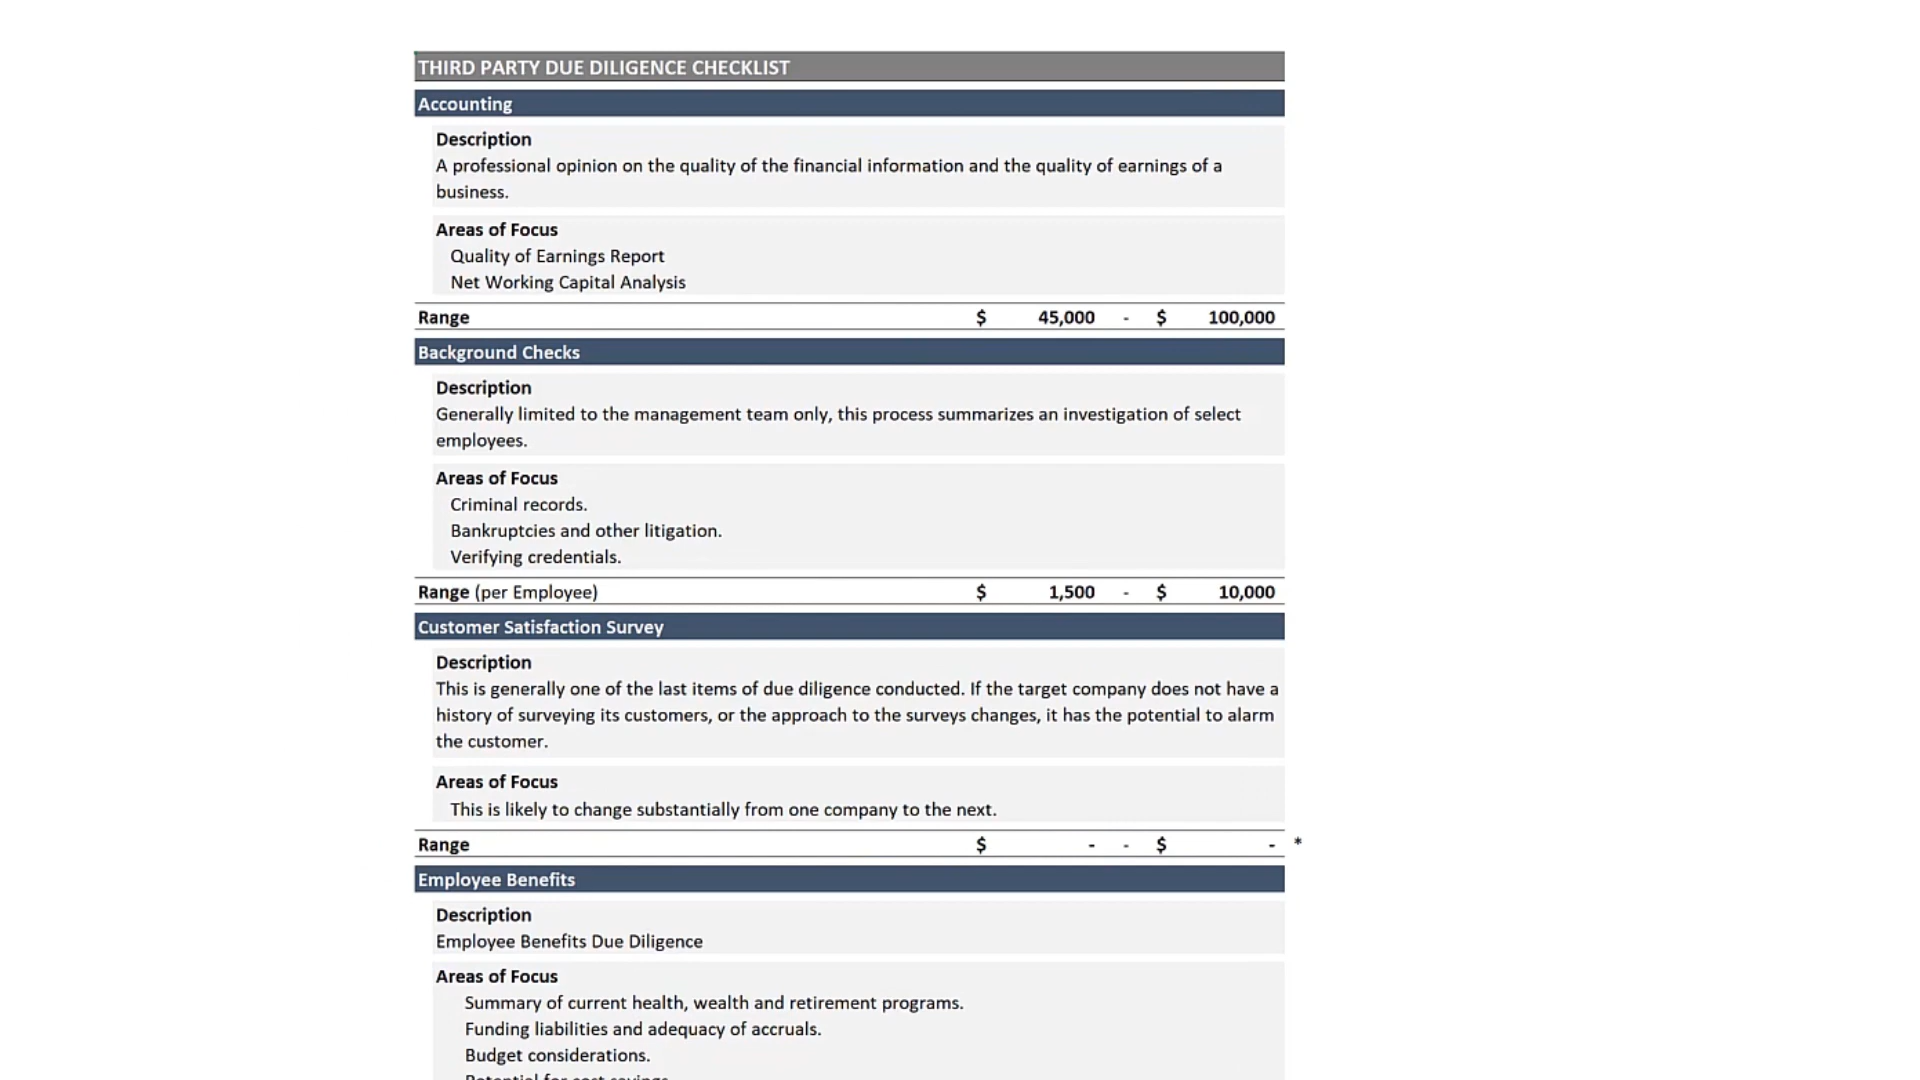 THIRD PARTY DUE DILIGENCE CHECKLIST
Accounting
Description
A professional opinion on the quality of the financial information and the quality of earnings of a
business.
Areas of Focus
Quality of Earnings Report
Net Working Capital Analysis
Range $ 45,000 - $ 100,000
Background Checks
Description
Generally limited to the management team only, this process summarizes an investigation of select
employees.
Areas of Focus
Criminal records.
Bankruptcies and other litigation.
Verifying credentials.
Range (per Employee) $ 1,500 - $ 10,000
Customer Satisfaction Survey
Description
This is generally one of the last items of due diligence conducted. If the target company does not have a
history of surveying its customers, or the approach to the surveys changes, it has the potential to alarm
the customer.
Areas of Focus
This is likely to change substantially from one company to the next.
Range $ - - $ - *
Employee Benefits
Description
Employee Benefits Due Diligence
Areas of Focus
Summary of current health, wealth and retirement programs.
Funding liabilities and adequacy of accruals.
Budget considerations.
Potential for cost savings.